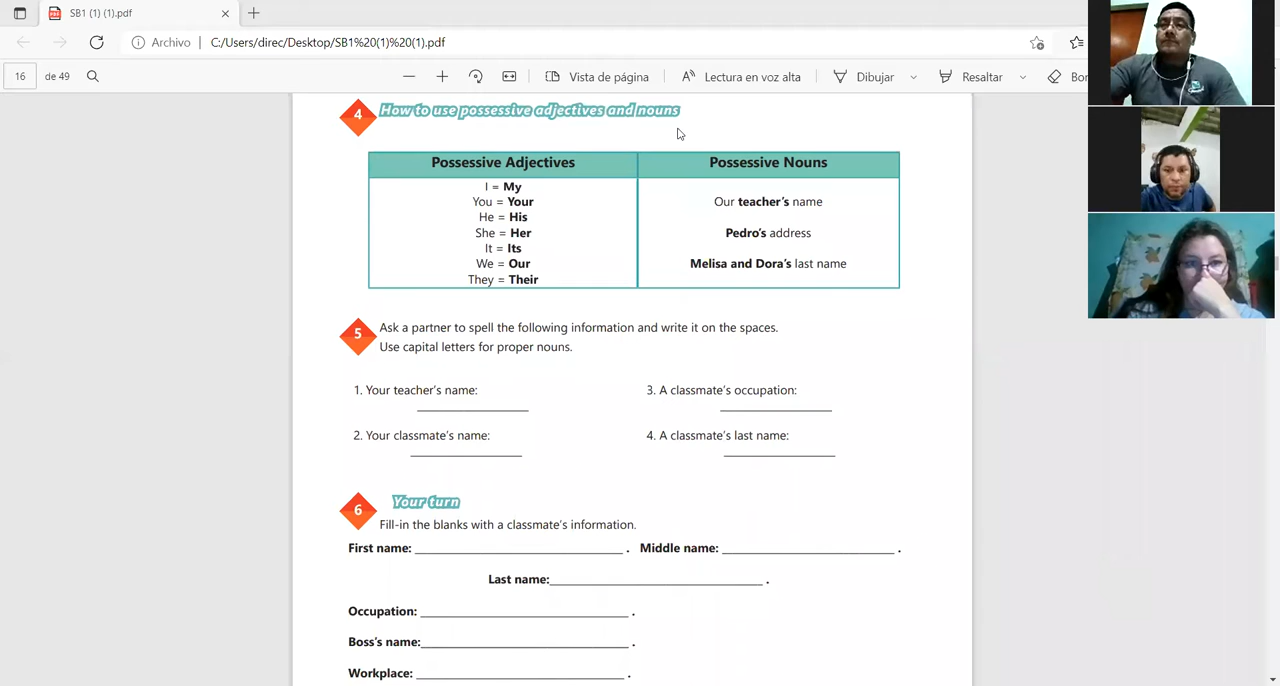 SB1 (1) (1).pdf
Archivo | C:/Users/direc/Desktop/SB1%20(1)%20(1).pdf
16 de 49 Vista de página Lectura en voz alta Dibujar Resaltar
4 How to use possessive adjectives and nouns
Possessive Adjectives Possessive Nouns
I = My
You = Your
He = His
She = Her
It = Its
We = Our
They = Their
Our teacher's name
Pedro's address
Melisa and Dora's last name
5 Ask a partner to spell the following information and write it on the spaces.
Use capital letters for proper nouns.
1. Your teacher's name: 3. A classmate's occupation:
2. Your classmate's name: 4. A classmate's last name:
6 Your turn
Fill-in the blanks with a classmate's information.
First name: ______________ . Middle name: ______________ .
Last name: ______________ .
Occupation: ______________ .
Boss's name: ______________ .
Workplace: ______________ .